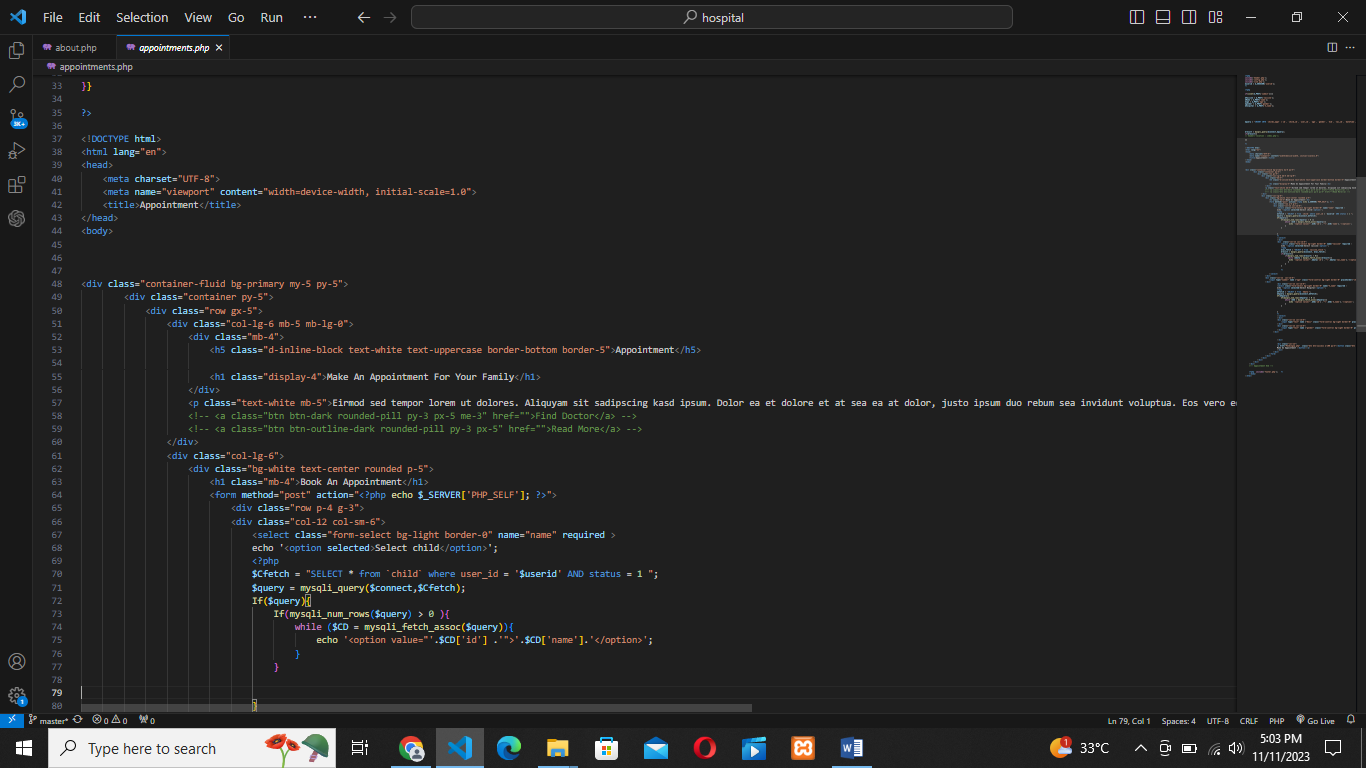 File Edit Selection View Go Run ··· hospital
about.php appointments.php
appointments.php
33 }}
34
35 ?>
36
37 <!DOCTYPE html>
38 <html lang="en">
39 <head>
40 <meta charset="UTF-8">
41 <meta name="viewport" content="width=device-width, initial-scale=1.0">
42 <title>Appointment</title>
43 </head>
44 <body>
45
46
47
48 <div class="container-fluid bg-primary my-5 py-5">
49 <div class="container py-5">
50 <div class="row gx-5">
51 <div class="col-lg-6 mb-5 mb-lg-0">
52 <div class="mb-4">
53 <h5 class="d-inline-block text-white text-uppercase border-bottom border-5">Appointment</h5>
54
55 <h1 class="display-4">Make An Appointment For Your Family</h1>
56 </div>
57 <p class="text-white mb-5">Eirmod sed tempor lorem ut dolores. Aliquyam sit sadipscing kasd ipsum. Dolor ea et dolore et at sea ea at dolor, justo ipsum duo rebum sea invidunt voluptua. Eos vero e
58 <!-- <a class="btn btn-dark rounded-pill py-3 px-5 me-3" href="">Find Doctor</a> -->
59 <!-- <a class="btn btn-outline-dark rounded-pill py-3 px-5" href="">Read More</a> -->
60 </div>
61 <div class="col-lg-6">
62 <div class="bg-white text-center rounded p-5">
63 <h1 class="mb-4">Book An Appointment</h1>
64 <form method="post" action="<?php echo $_SERVER['PHP_SELF']; ?>">
65 <div class="row p-4 g-3">
66 <div class="col-12 col-sm-6">
67 <select class="form-select bg-light border-0" name="name" required >
68 echo '<option selected>Select child</option>';
69 <?php
70 $Cfetch = "SELECT * from `child` where user_id = '$userid' AND status = 1 ";
71 $query = mysqli_query($connect,$Cfetch);
72 If($query){
73 If(mysqli_num_rows($query) > 0 ){
74 while ($CD = mysqli_fetch_assoc($query)){
75 echo '<option value="'.$CD['id'] .'">'.$CD['name'].'</option>';
76 }
77 }
78
79
80 }
3K+
1
master* 0 0 0 Ln 79, Col 1 Spaces: 4 UTF-8 CRLF PHP Go Live
Type here to search 1 33°C 5:03 PM
11/11/2023